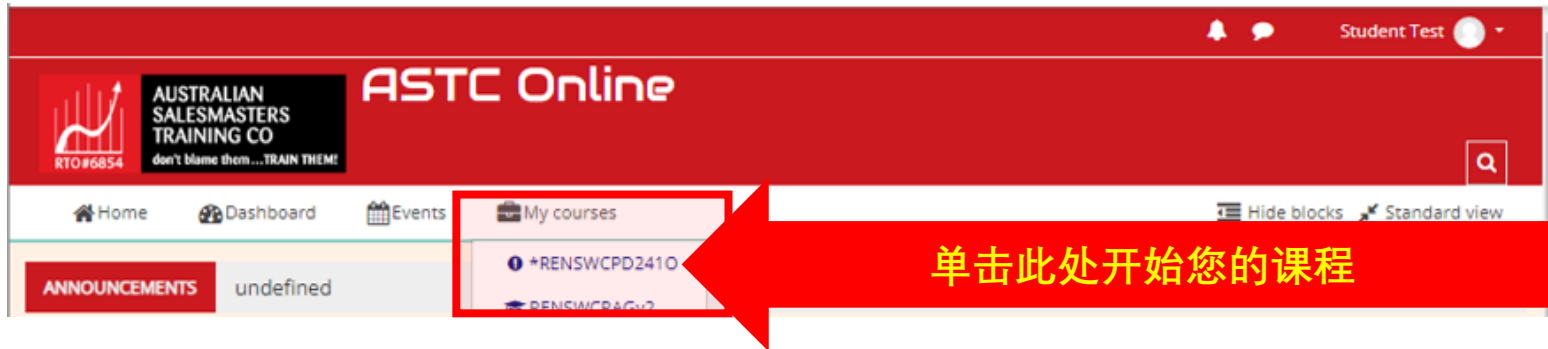 Student Test
ASTC Online
AUSTRALIAN
SALESMASTERS
TRAINING CO
don't blame them...TRAIN THEM!
RTO#6854
Home Dashboard Events My courses Hide blocks Standard view
*RENSWCPD241O
单击此处开始您的课程
ANNOUNCEMENTS undefined